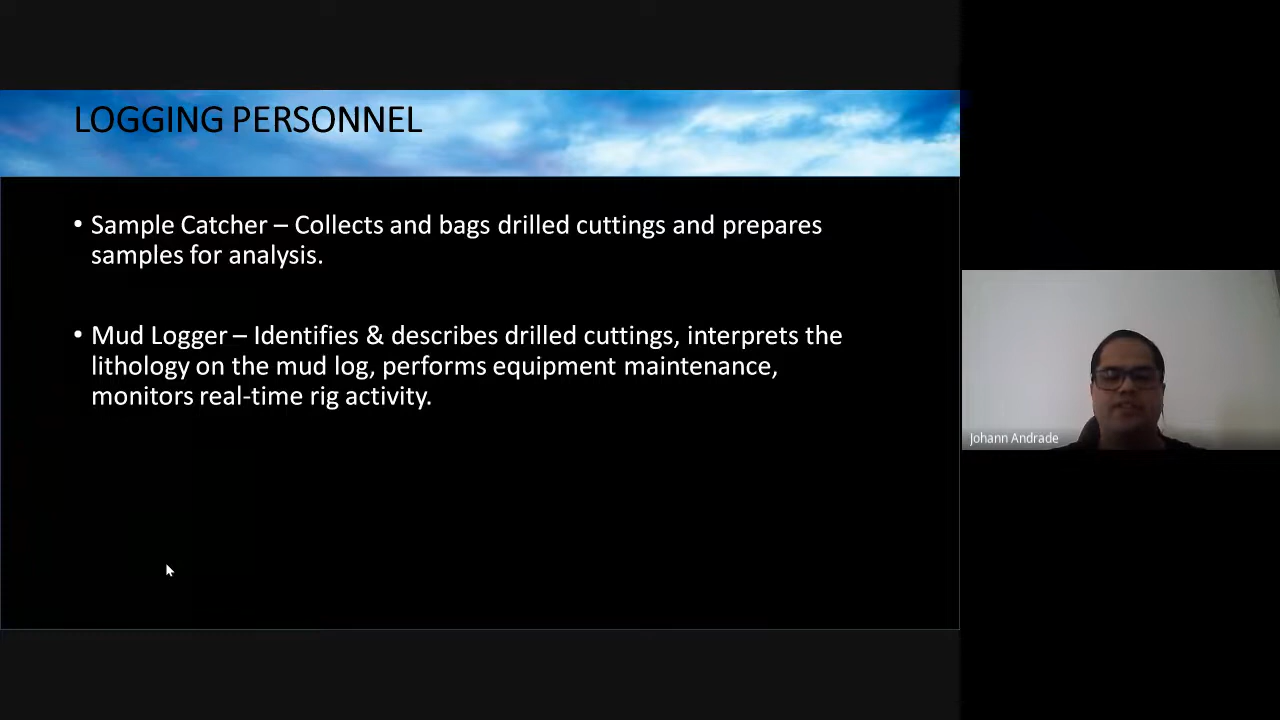 LOGGING PERSONNEL
• Sample Catcher – Collects and bags drilled cuttings and prepares
samples for analysis.
• Mud Logger – Identifies & describes drilled cuttings, interprets the
lithology on the mud log, performs equipment maintenance,
monitors real-time rig activity.
Johann Andrade